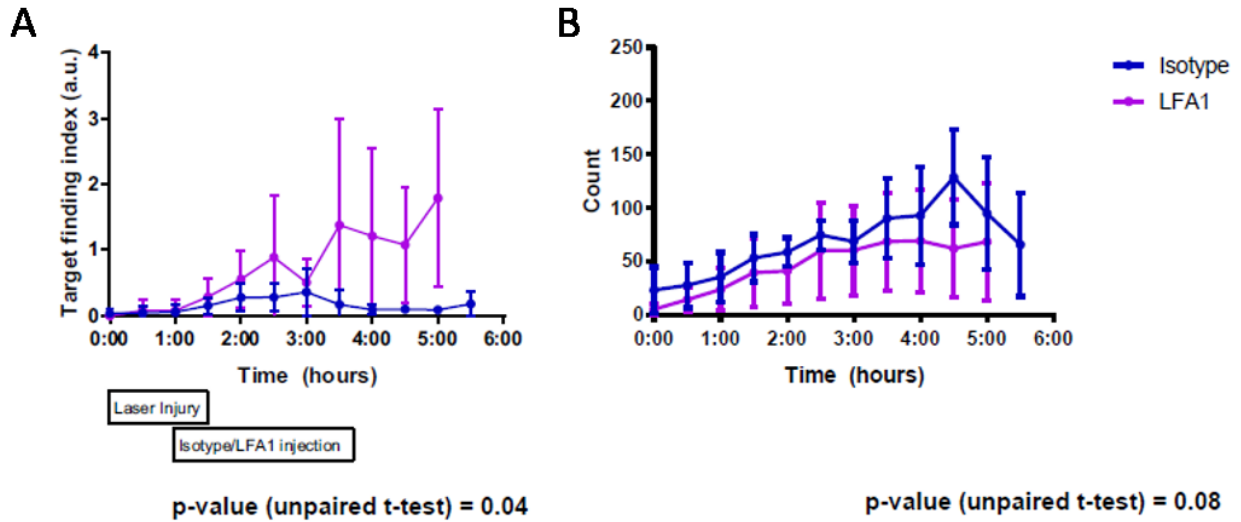 A
Target finding index (a.u.)
4
3
2
1
0
0:00 1:00 2:00 3:00 4:00 5:00 6:00
Time (hours)
Laser Injury
Isotype/LFA1 injection
p-value (unpaired t-test) = 0.04
B
Count
250
200
150
100
50
0
0:00 1:00 2:00 3:00 4:00 5:00 6:00
Time (hours)
Isotype
LFA1
p-value (unpaired t-test) = 0.08